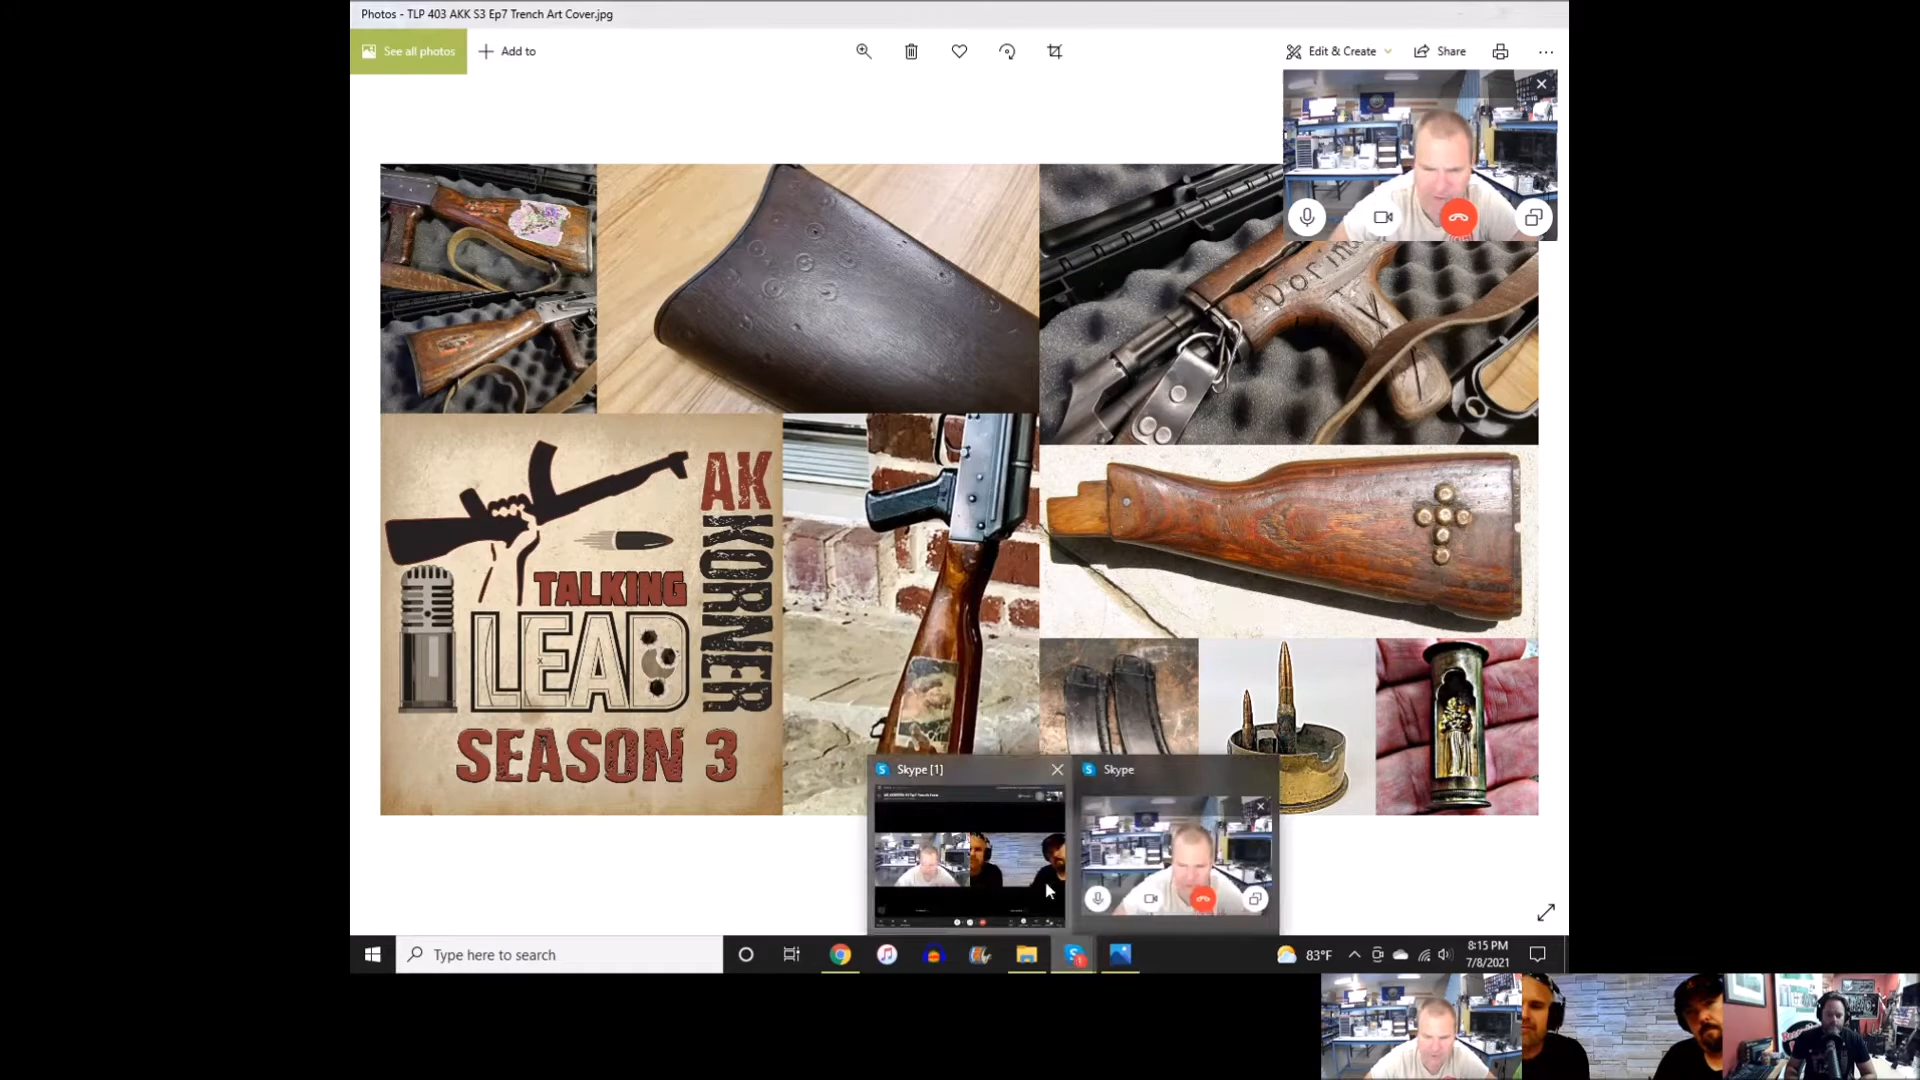 Photos - TLP 403 AKK S3 Ep7 Trench Art Cover.jpg
See all photos
Add to
Edit & Create
Share
Dorin
AK
KORNER
TALKING
LEAD
SEASON 3
Skype [1]
Skype
Type here to search
83°F
8:15 PM
7/8/2021